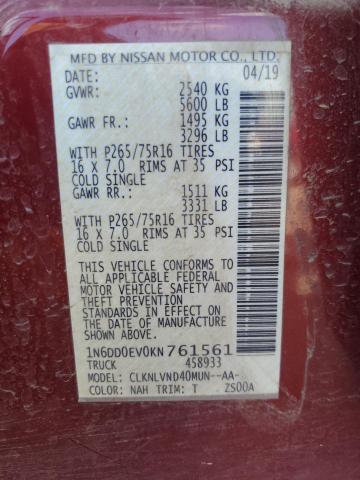 MFD BY NISSAN MOTOR CO., LTD.
DATE: 04/19
GVWR: 2540 KG
5600 LB
GAWR FR.: 1495 KG
3296 LB
WITH P265/75R16 TIRES
16 X 7.0 RIMS AT 35 PSI
COLD SINGLE
GAWR RR.: 1511 KG
3331 LB
WITH P265/75R16 TIRES
16 X 7.0 RIMS AT 35 PSI
COLD SINGLE
THIS VEHICLE CONFORMS TO
ALL APPLICABLE FEDERAL
MOTOR VEHICLE SAFETY
AND THEFT PREVENTION
STANDARDS IN EFFECT ON
THE DATE OF MANUFACTURE
SHOWN ABOVE.
1N6DD0EV0KN761561
TRUCK 458933
MODEL: CLKNLVND40MUN--AA-
COLOR: NAH TRIM: T ZS00A